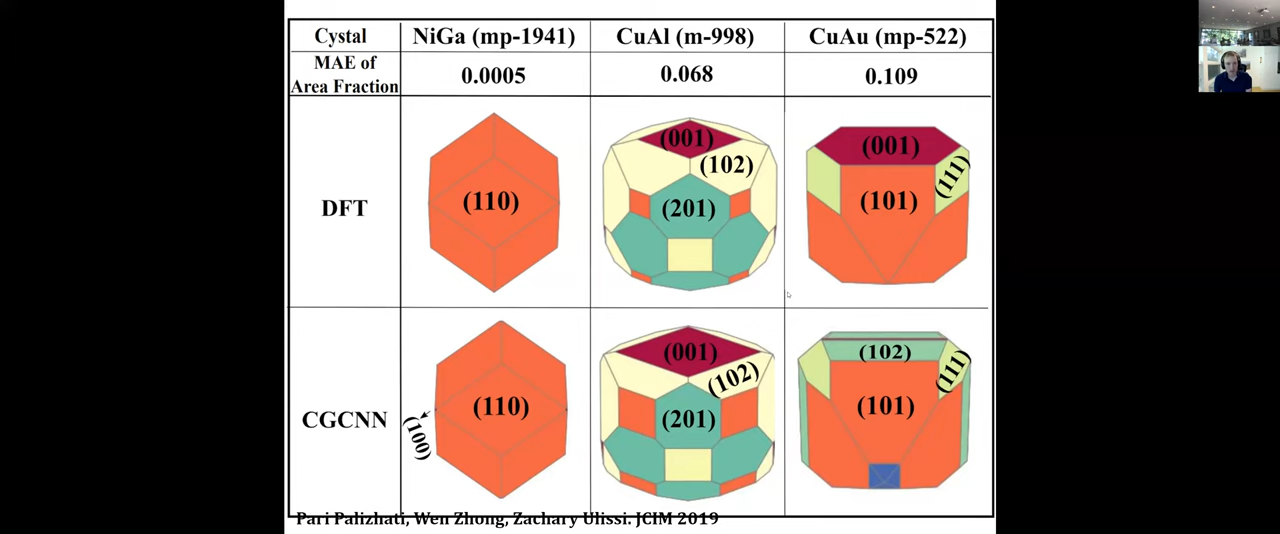 Cystal NiGa (mp-1941) CuAl (m-998) CuAu (mp-522)
MAE of
Area Fraction 0.0005 0.068 0.109
DFT
(110)
(001)
(102)
(201)
(001)
(111)
(101)
CGCNN
(110)
(100)
(001)
(102)
(201)
(102)
(111)
(101)
Pari Palizhati, Wen Zhong, Zachary Ulissi. JCIM 2019